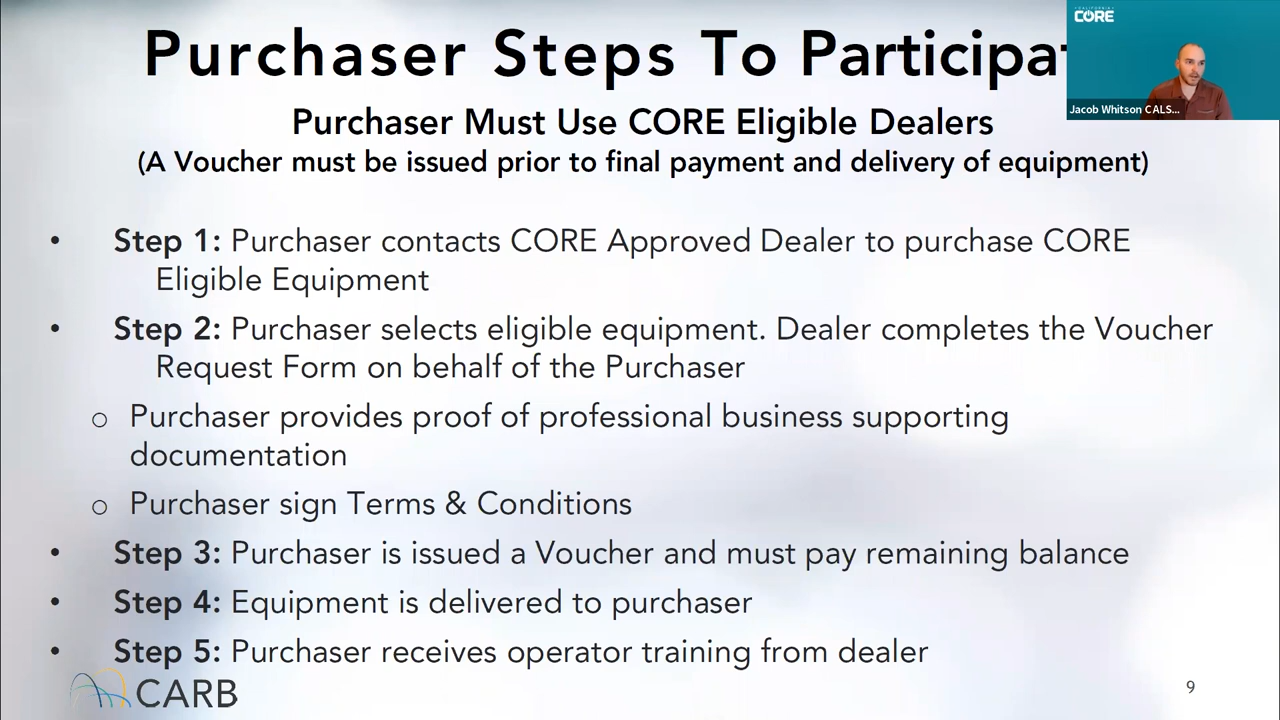 Purchaser Steps To Participat
CALIFORNIA
CORE
Jacob Whitson CALS...
Purchaser Must Use CORE Eligible Dealers
(A Voucher must be issued prior to final payment and delivery of equipment)
• Step 1: Purchaser contacts CORE Approved Dealer to purchase CORE
Eligible Equipment
• Step 2: Purchaser selects eligible equipment. Dealer completes the Voucher
Request Form on behalf of the Purchaser
o Purchaser provides proof of professional business supporting
documentation
o Purchaser sign Terms & Conditions
• Step 3: Purchaser is issued a Voucher and must pay remaining balance
• Step 4: Equipment is delivered to purchaser
• Step 5: Purchaser receives operator training from dealer
CARB
9